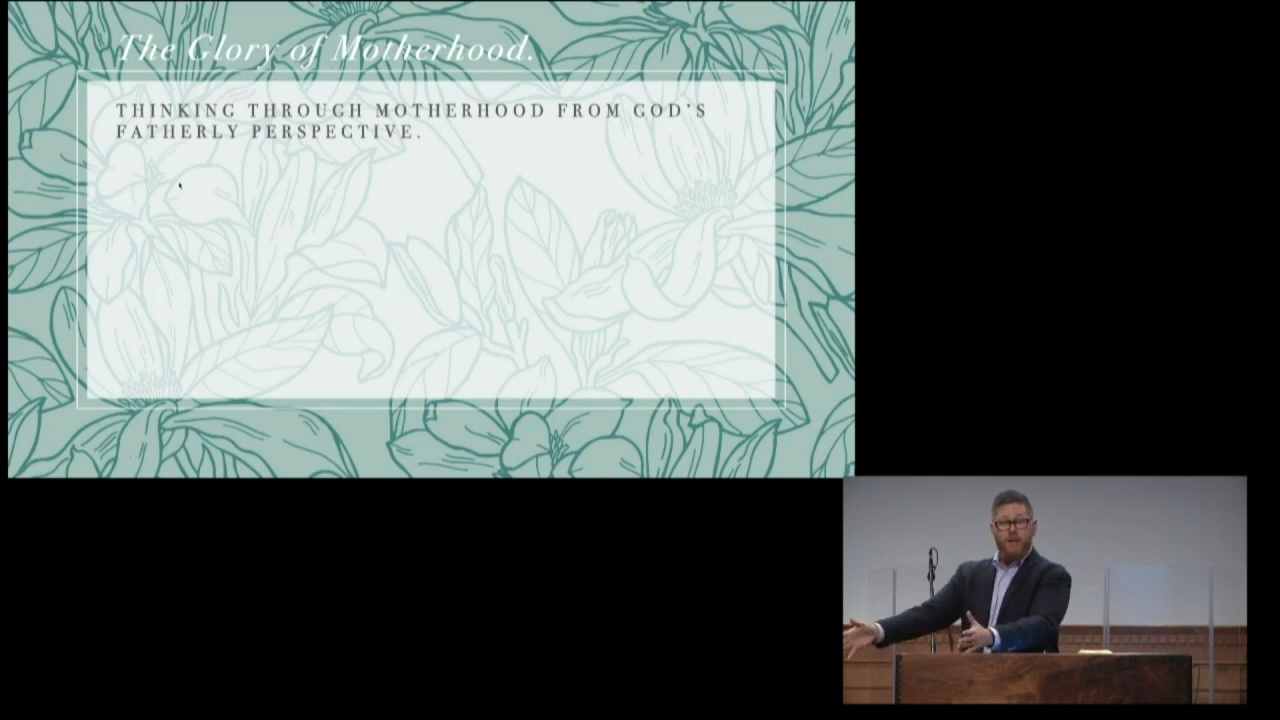 The Glory of Motherhood.
THINKING THROUGH MOTHERHOOD FROM GOD'S
FATHERLY PERSPECTIVE.